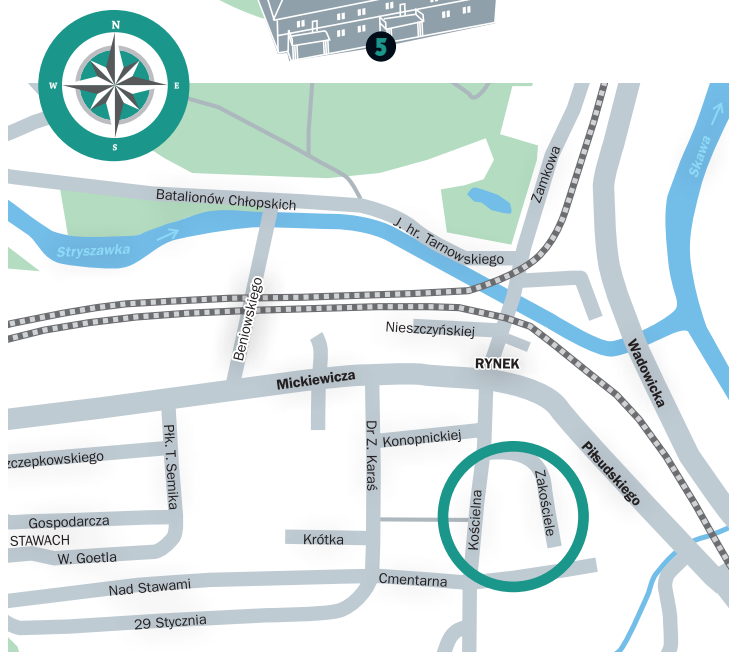 N
W
E
S
5
Skawa
Zamkowa
Batalionów Chłopskich
J. hr. Tarnowskiego
Stryszawka
Beniowskiego
Nieszczyńskiej
RYNEK
Wadowicka
Mickiewicza
Płk. T. Semika
Dr Z. Karaś
Konopnickiej
Piłsudskiego
zczepkowskiego
Kościelna
Zakościele
Gospodarcza
STAWACH
Krótka
W. Goetla
Nad Stawami
Cmentarna
29 Stycznia